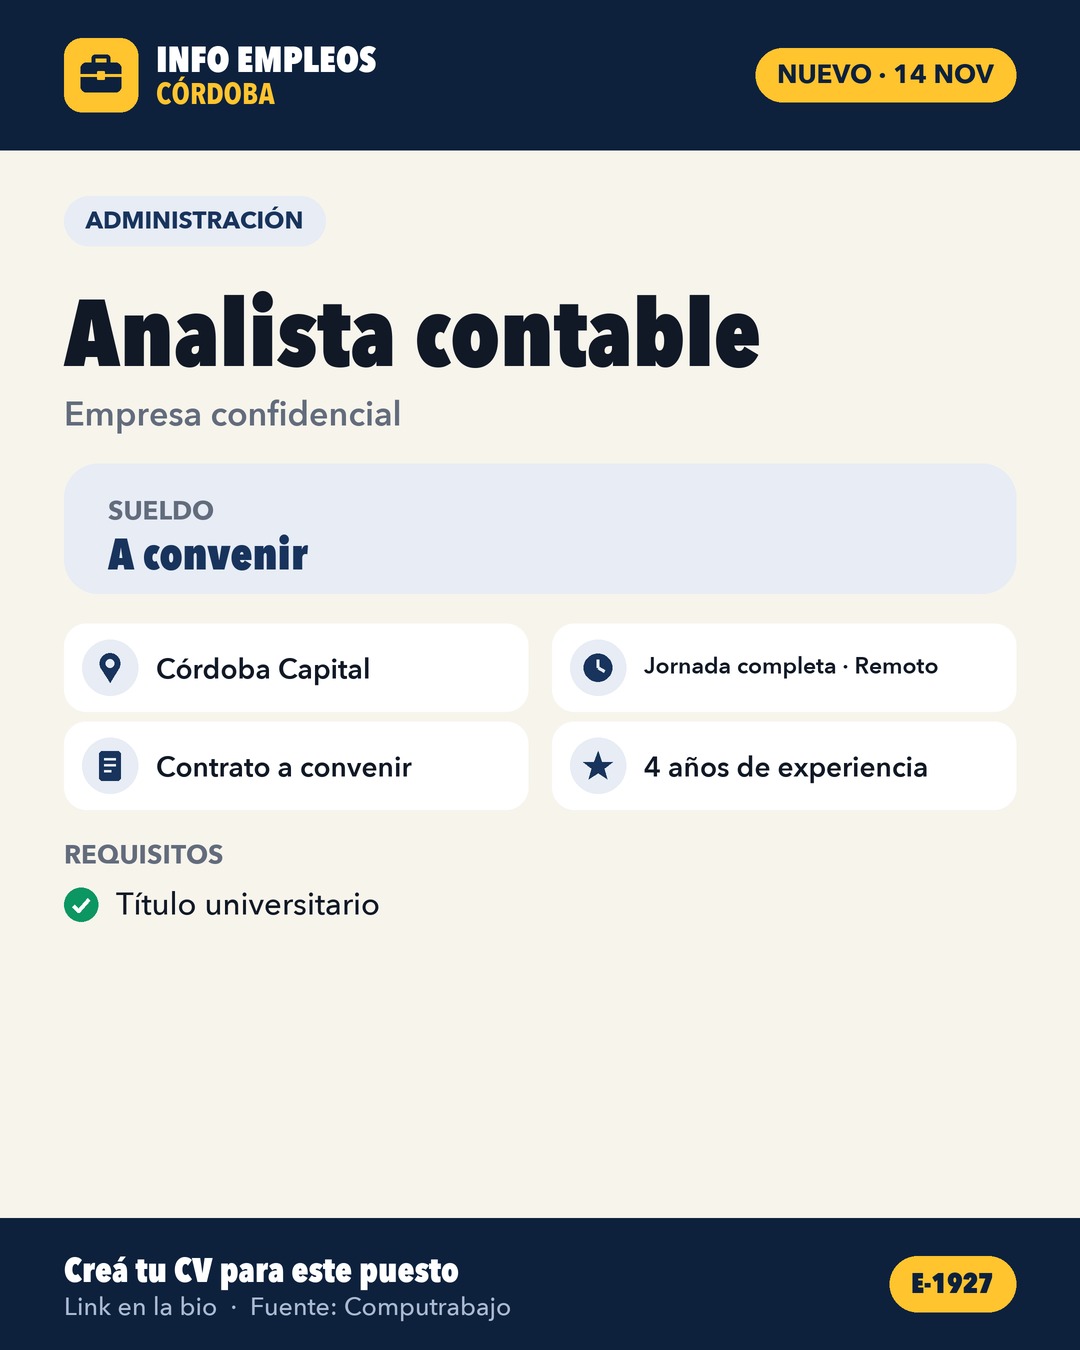 INFO EMPLEOS
CÓRDOBA
NUEVO · 14 NOV
ADMINISTRACIÓN
Analista contable
Empresa confidencial
SUELDO
A convenir
Córdoba Capital
Jornada completa · Remoto
Contrato a convenir
4 años de experiencia
REQUISITOS
Título universitario
Creá tu CV para este puesto
Link en la bio · Fuente: Computrabajo
E-1927